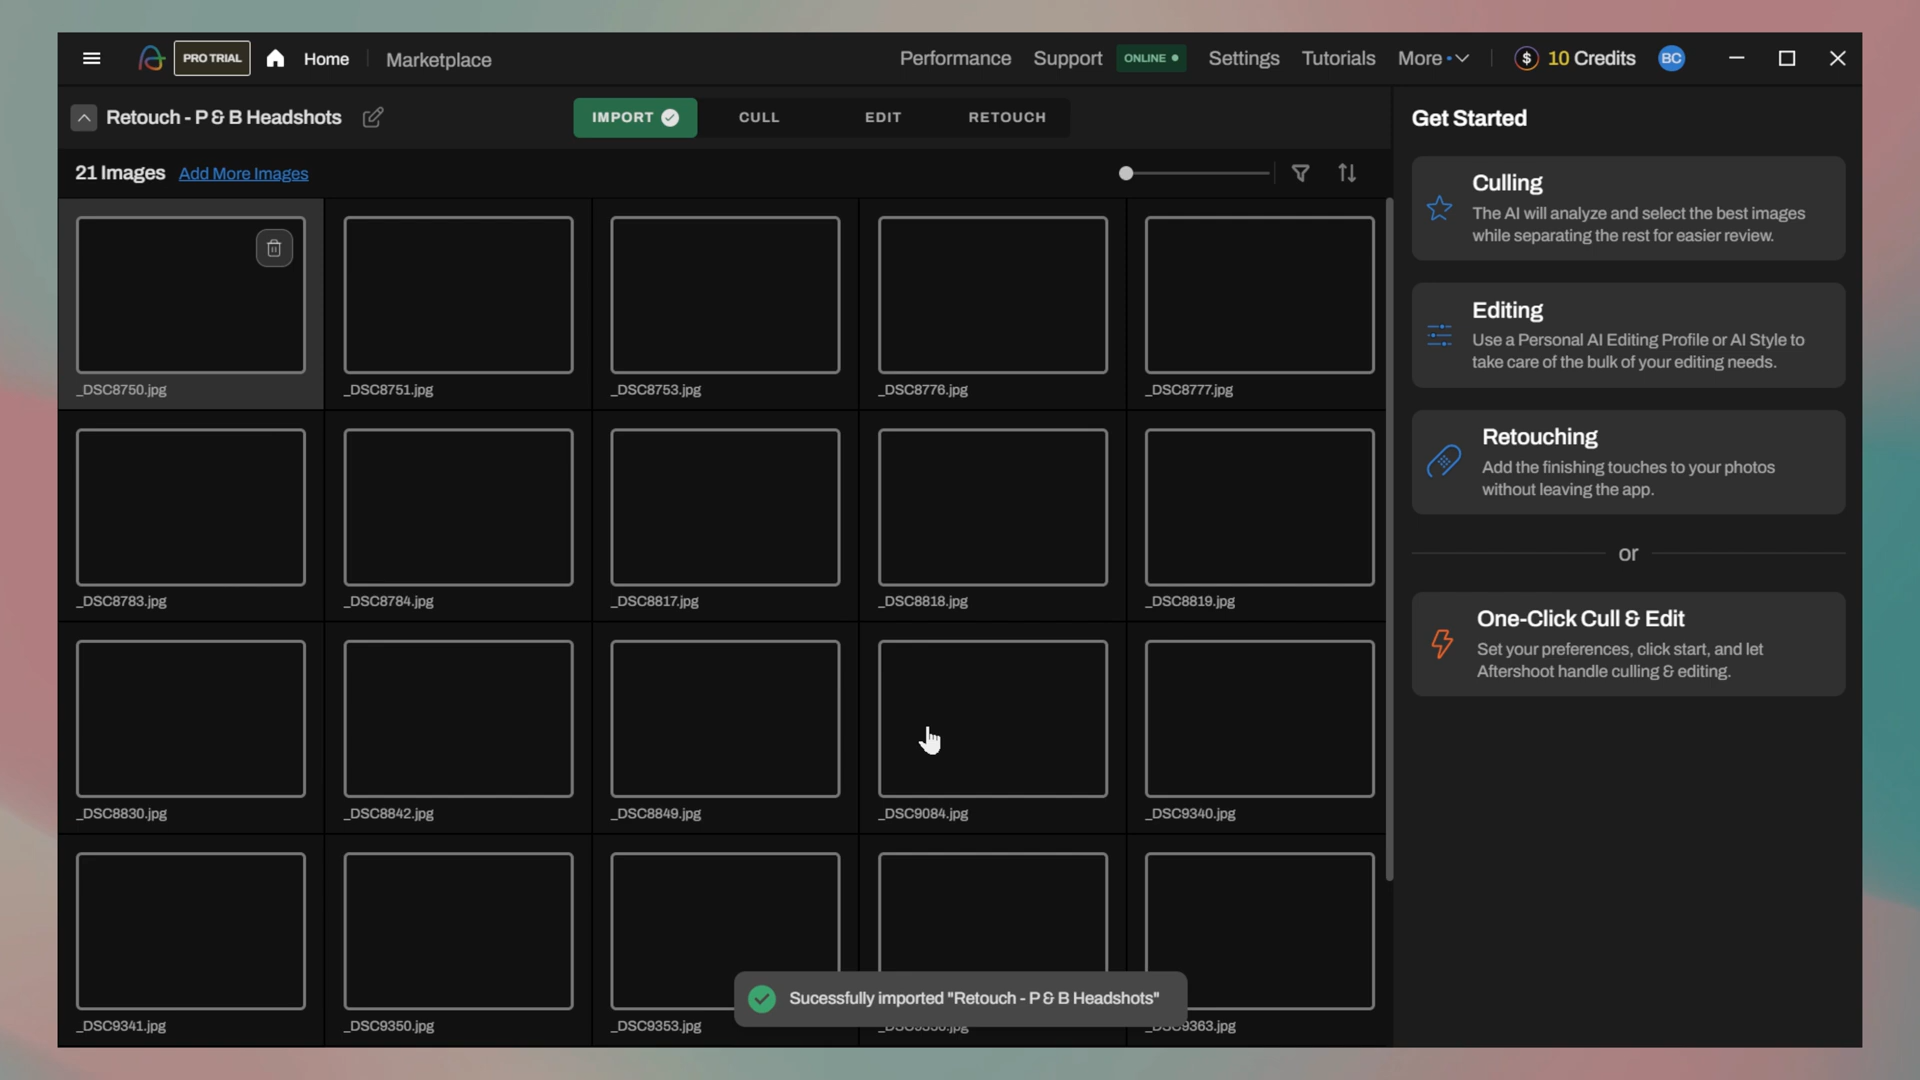 PRO TRIAL
Home
Marketplace
Performance
Support
ONLINE
Settings
Tutorials
More
$
10 Credits
BC
Retouch - P & B Headshots
IMPORT
CULL
EDIT
RETOUCH
21 Images
Add More Images
_DSC8750.jpg
_DSC8751.jpg
_DSC8753.jpg
_DSC8776.jpg
_DSC8777.jpg
_DSC8783.jpg
_DSC8784.jpg
_DSC8817.jpg
_DSC8818.jpg
_DSC8819.jpg
_DSC8830.jpg
_DSC8842.jpg
_DSC8849.jpg
_DSC9084.jpg
_DSC9340.jpg
_DSC9341.jpg
_DSC9350.jpg
_DSC9353.jpg
_DSC9363.jpg
Sucessfully imported "Retouch - P & B Headshots"
Get Started
Culling
The AI will analyze and select the best images
while separating the rest for easier review.
Editing
Use a Personal AI Editing Profile or AI Style to
take care of the bulk of your editing needs.
Retouching
Add the finishing touches to your photos
without leaving the app.
or
One-Click Cull & Edit
Set your preferences, click start, and let
Aftershoot handle culling & editing.